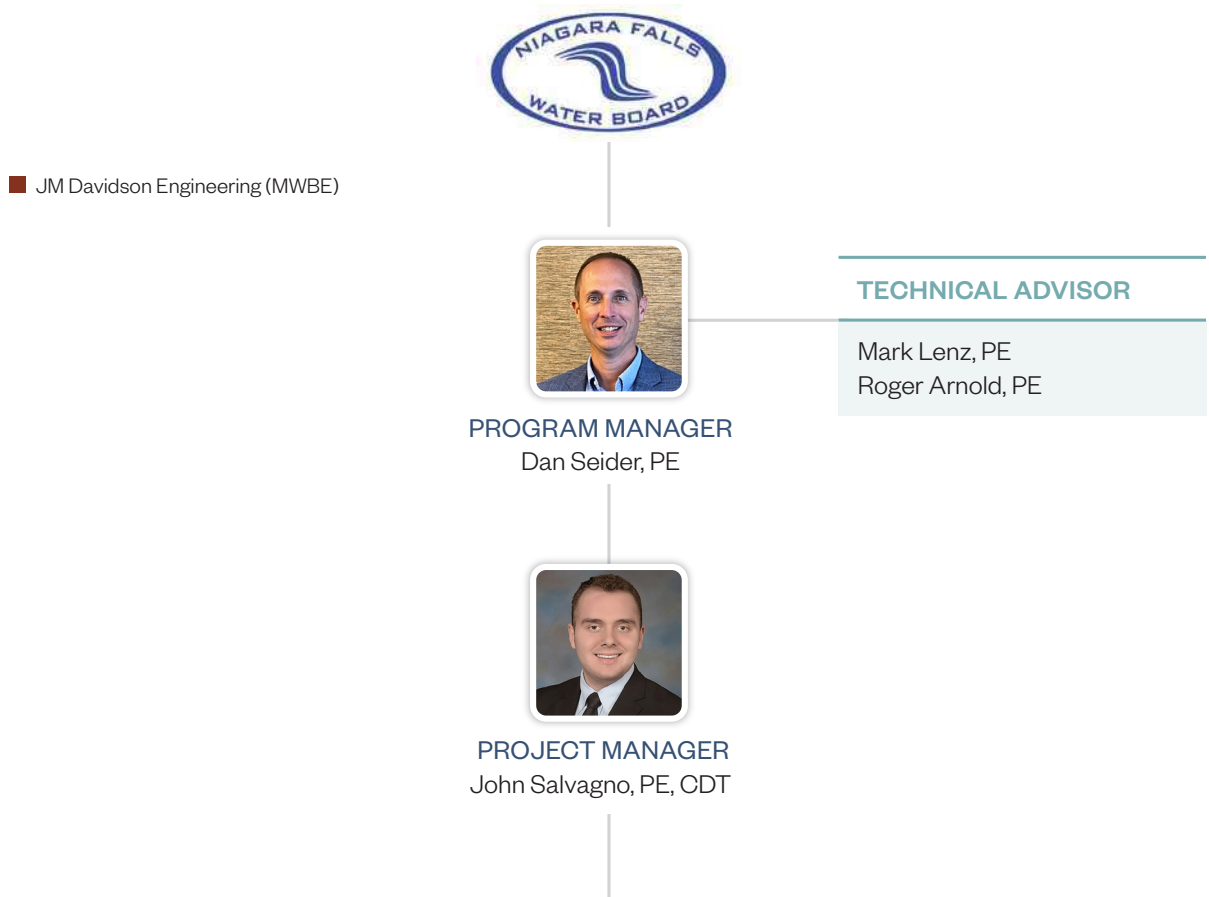 NIAGARA FALLS
WATER BOARD
JM Davidson Engineering (MWBE)
TECHNICAL ADVISOR
Mark Lenz, PE
Roger Arnold, PE
PROGRAM MANAGER
Dan Seider, PE
PROJECT MANAGER
John Salvagno, PE, CDT